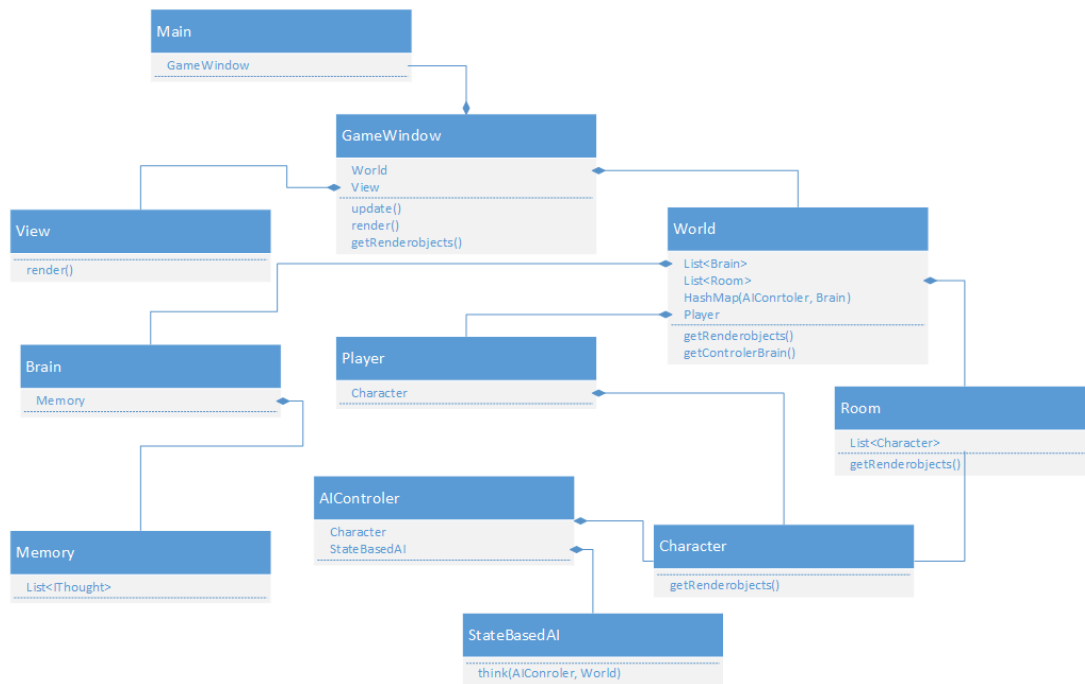 Main
GameWindow
GameWindow
World
View
update()
render()
getRenderobjects()
View
render()
World
List<Brain>
List<Room>
HashMap(AIConrtoler, Brain)
Player
getRenderobjects()
getControlerBrain()
Brain
Memory
Player
Character
Room
List<Character>
getRenderobjects()
AIControler
Character
StateBasedAI
Memory
List<IThought>
Character
getRenderobjects()
StateBasedAI
think(AIConroler, World)